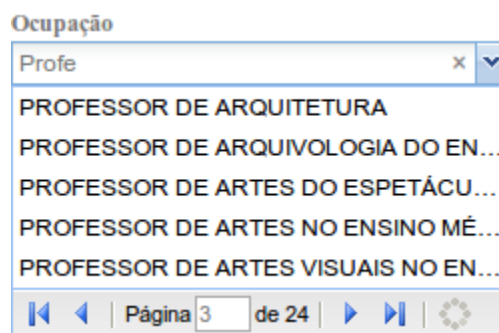 Ocupação
Profe ×
PROFESSOR DE ARQUITETURA
PROFESSOR DE ARQUIVOLOGIA DO EN...
PROFESSOR DE ARTES DO ESPETÁCU...
PROFESSOR DE ARTES NO ENSINO MÉ...
PROFESSOR DE ARTES VISUAIS NO EN...
Página 3 de 24